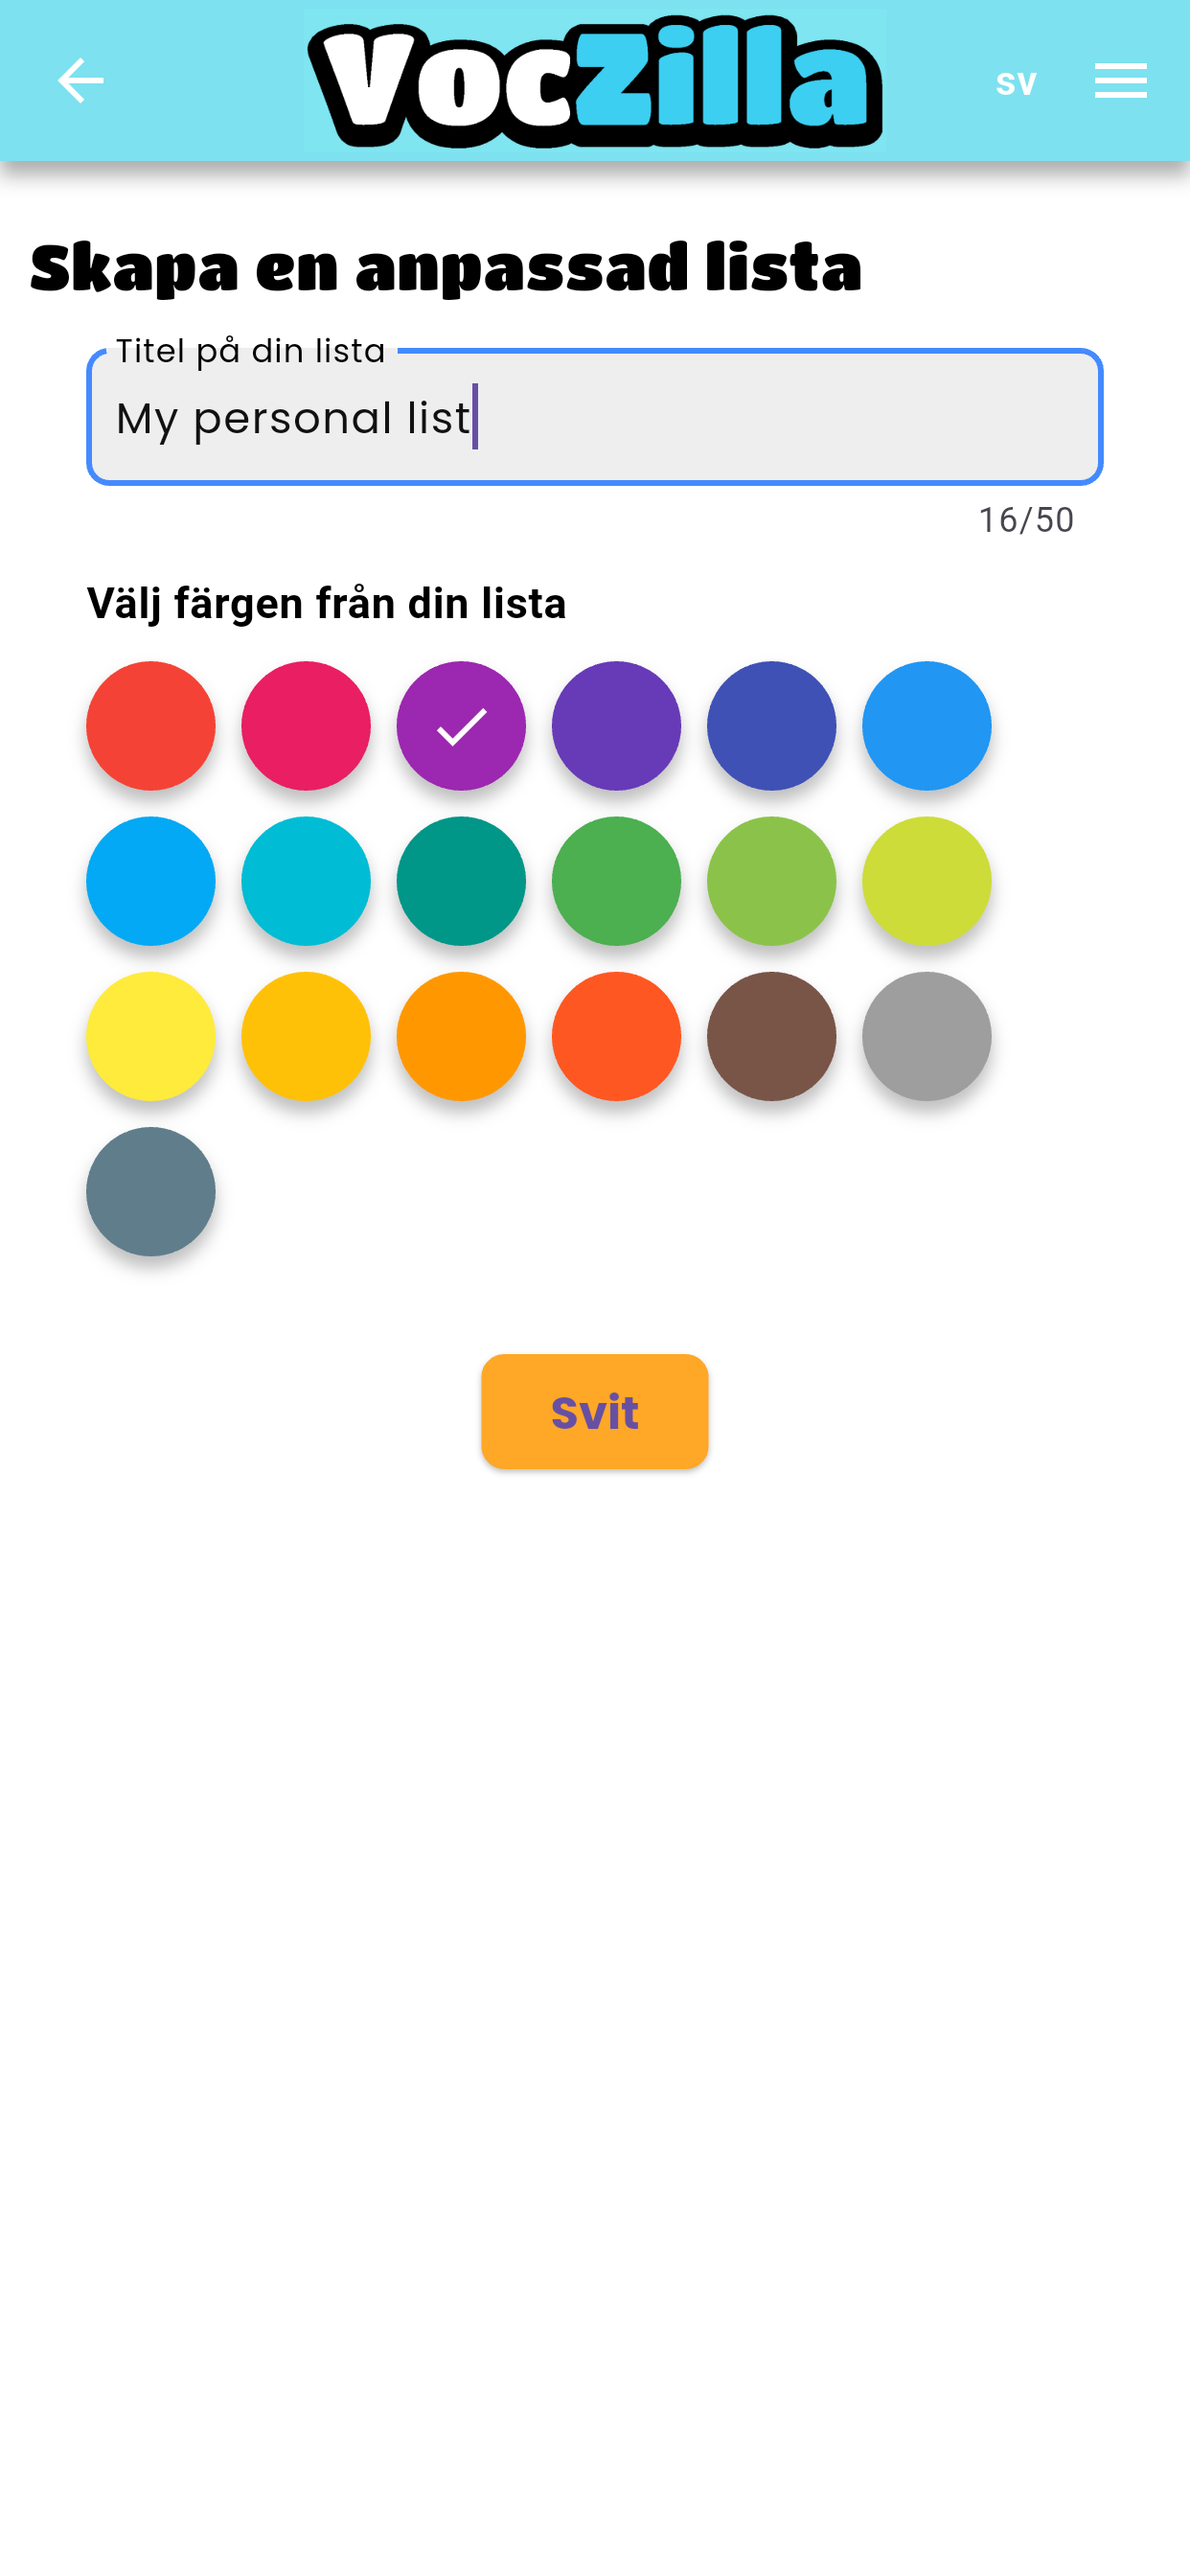 VocZilla
sv
Skapa en anpassad lista
Titel på din lista
My personal list
16/50
Välj färgen från din lista
Svit